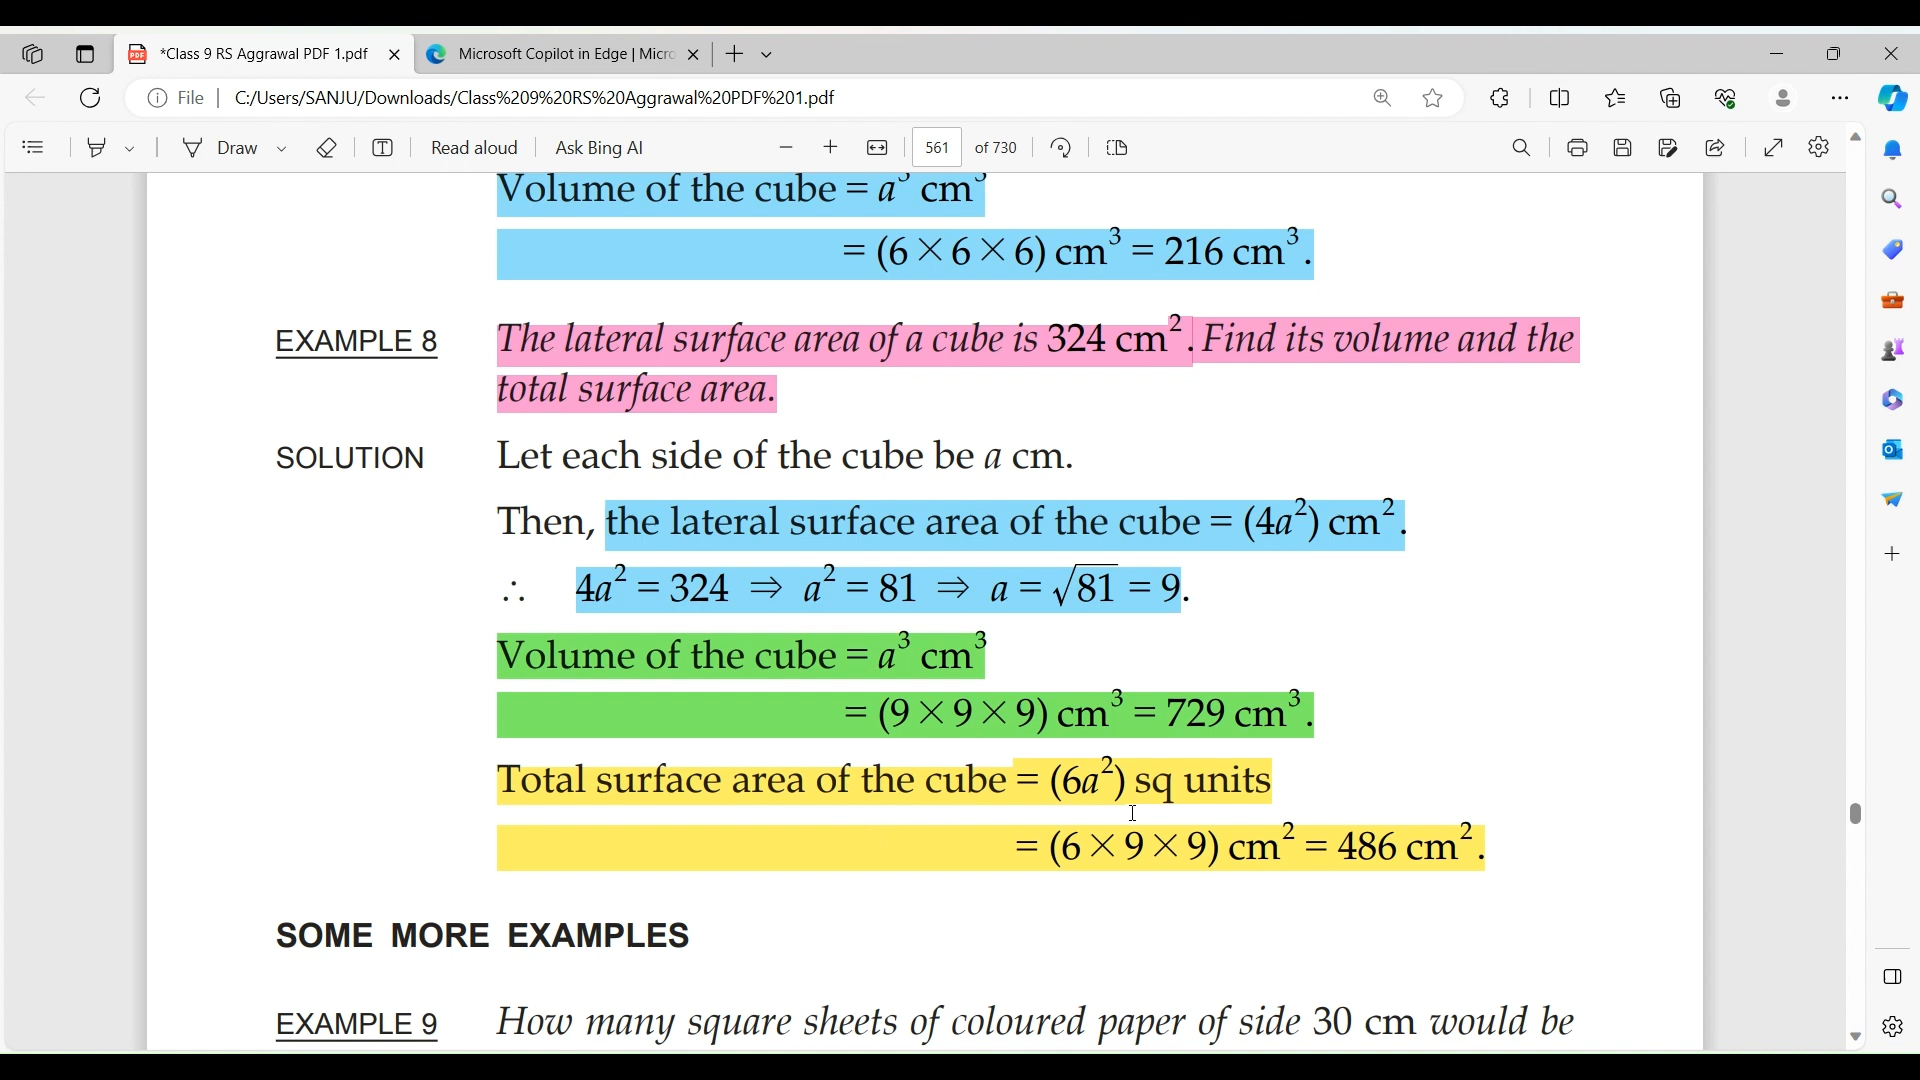 *Class 9 RS Aggrawal PDF 1.pdf
Microsoft Copilot in Edge | Micro
File
C:/Users/SANJU/Downloads/Class%209%20RS%20Aggrawal%20PDF%201.pdf
Draw
Read aloud
Ask Bing AI
561 of 730
Volume of the cube = a³ cm³
= (6 × 6 × 6) cm³ = 216 cm³.
EXAMPLE 8 The lateral surface area of a cube is 324 cm². Find its volume and the
total surface area.
SOLUTION Let each side of the cube be a cm.
Then, the lateral surface area of the cube = (4a²) cm².
∴ 4a² = 324 ⇒ a² = 81 ⇒ a = √81 = 9.
Volume of the cube = a³ cm³
= (9 × 9 × 9) cm³ = 729 cm³.
Total surface area of the cube = (6a²) sq units
= (6 × 9 × 9) cm² = 486 cm².
SOME MORE EXAMPLES
EXAMPLE 9 How many square sheets of coloured paper of side 30 cm would be